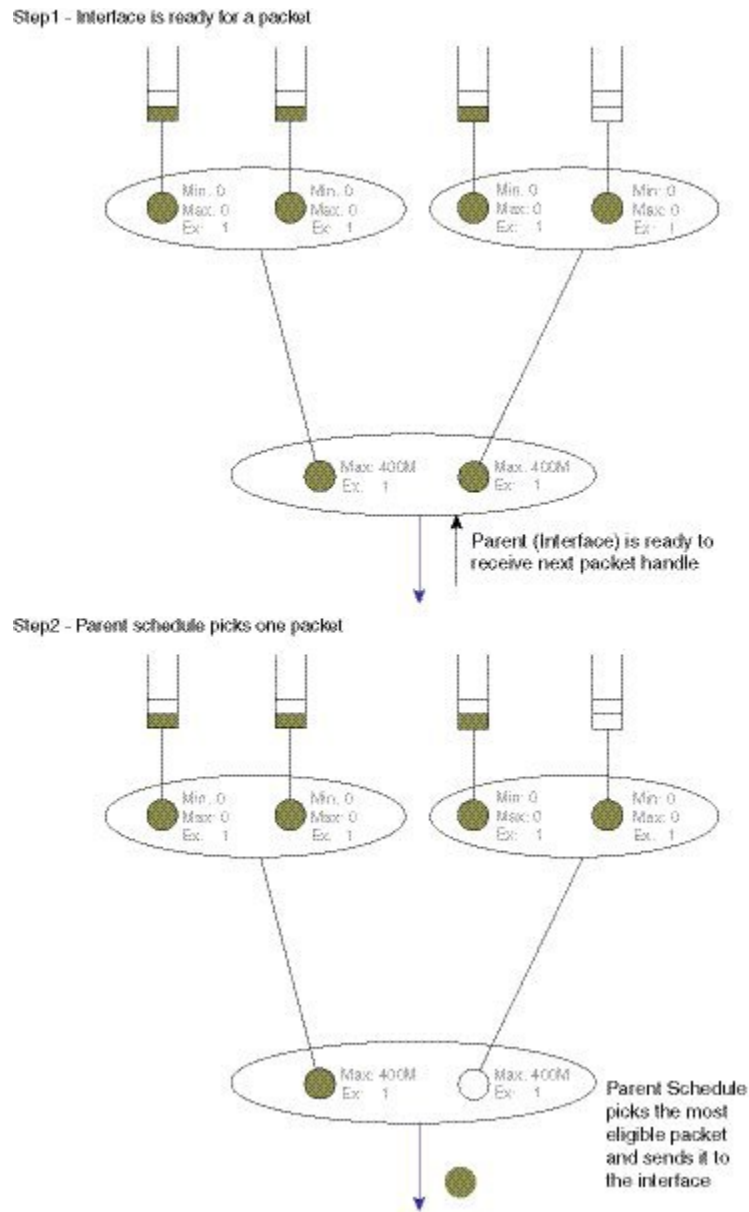 Step1 - Interface is ready for a packet
Min. 0
Max: 0
Ex: 1
Min. 0
Max: 0
Ex: 1
Min. 0
Max: 0
Ex: 1
Min: 0
Max: 0
Ex: 1
Max: 400M
Ex: 1
Max. 400M
Ex: 1
Parent (Interface) is ready to
receive next packet handle
Step2 - Parent schedule picks one packet
Min. 0
Max: 0
Ex: 1
Min. 0
Max: 0
Ex. 1
Min: 0
Max: 0
Ex: 1
Min: 0
Max: 0
Ex: 1
Max: 400M
Ex: 1
Max. 400M
Ex: 1
Parent Schedule
picks the most
eligible packet
and sends it to
the interface